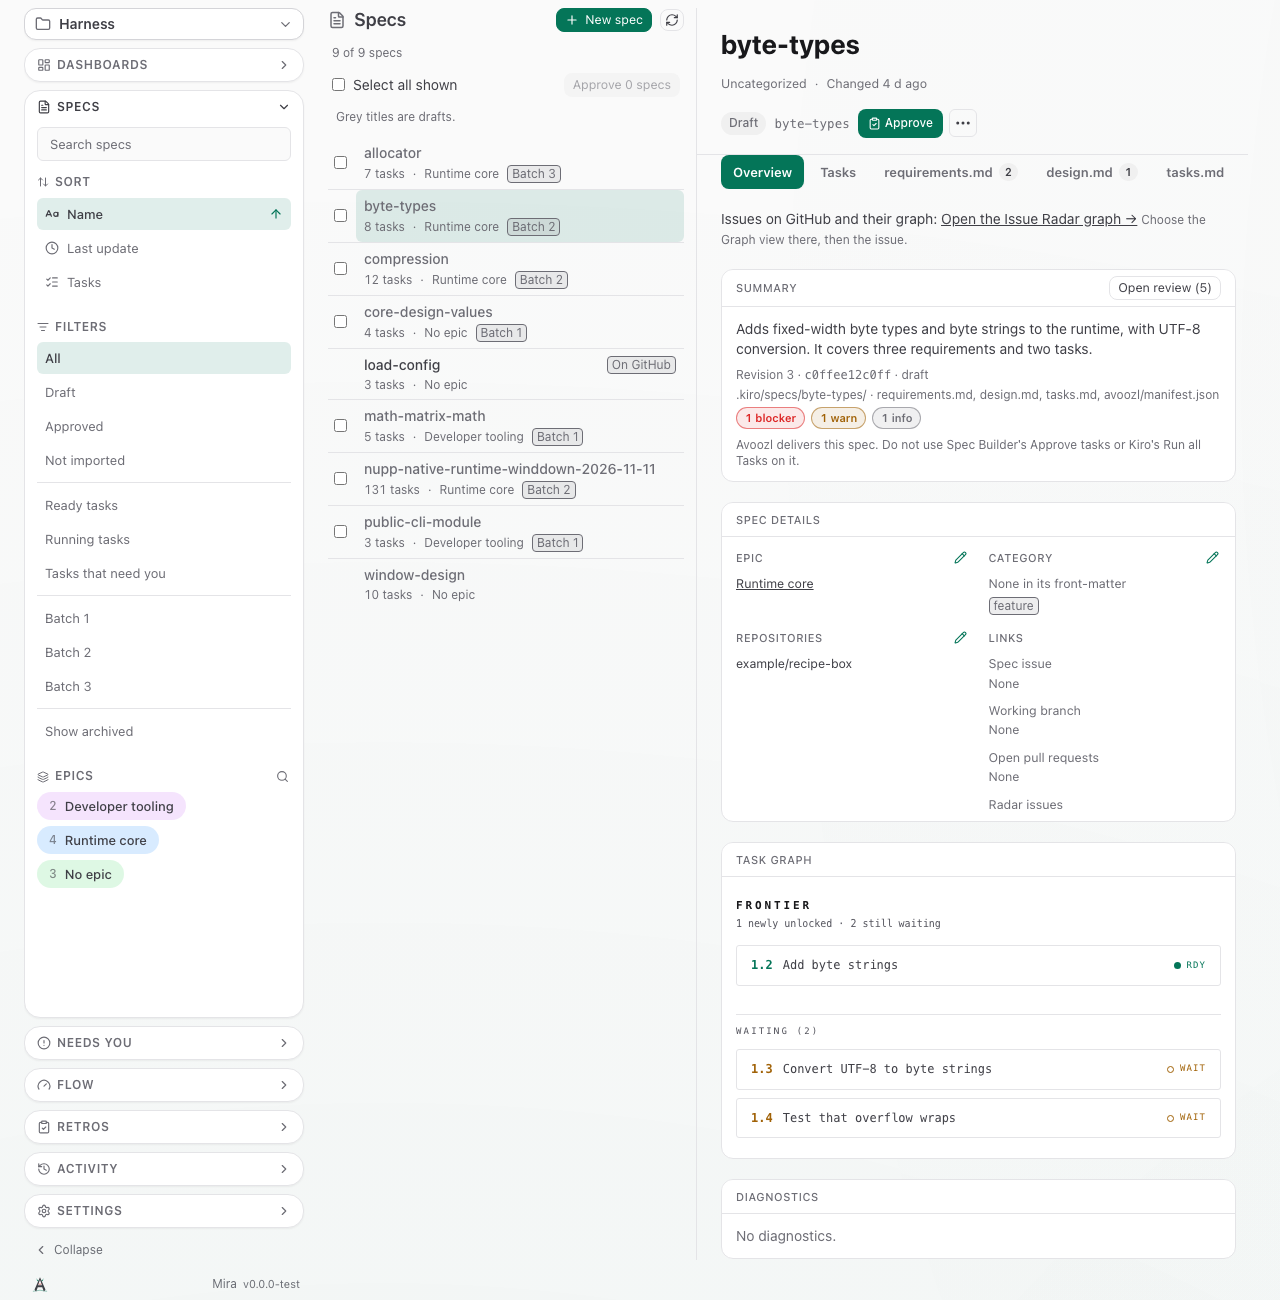 Harness
DASHBOARDS
SPECS
Search specs
SORT
Aa Name
Last update
Tasks
FILTERS
All
Draft
Approved
Not imported
Ready tasks
Running tasks
Tasks that need you
Batch 1
Batch 2
Batch 3
Show archived
EPICS
2 Developer tooling
4 Runtime core
3 No epic
NEEDS YOU
FLOW
RETROS
ACTIVITY
SETTINGS
Collapse
Mira v0.0.0-test
Specs
New spec
9 of 9 specs
Select all shown
Approve 0 specs
Grey titles are drafts.
allocator
7 tasks · Runtime core Batch 3
byte-types
8 tasks · Runtime core Batch 2
compression
12 tasks · Runtime core Batch 2
core-design-values
4 tasks · No epic Batch 1
load-config On GitHub
3 tasks · No epic
math-matrix-math
5 tasks · Developer tooling Batch 1
nupp-native-runtime-winddown-2026-11-11
131 tasks · Runtime core Batch 2
public-cli-module
3 tasks · Developer tooling Batch 1
window-design
10 tasks · No epic
byte-types
Uncategorized · Changed 4 d ago
Draft byte-types Approve
Overview Tasks requirements.md 2 design.md 1 tasks.md
Issues on GitHub and their graph: Open the Issue Radar graph → Choose the
Graph view there, then the issue.
SUMMARY
Open review (5)
Adds fixed-width byte types and byte strings to the runtime, with UTF-8
conversion. It covers three requirements and two tasks.
Revision 3 · c0ffee12c0ff · draft
.kiro/specs/byte-types/ · requirements.md, design.md, tasks.md, avoozl/manifest.json
1 blocker 1 warn 1 info
Avoozl delivers this spec. Do not use Spec Builder's Approve tasks or Kiro's Run all
Tasks on it.
SPEC DETAILS
EPIC
Runtime core
CATEGORY
None in its front-matter
feature
REPOSITORIES
example/recipe-box
LINKS
Spec issue
None
Working branch
None
Open pull requests
None
Radar issues
TASK GRAPH
FRONTIER
1 newly unlocked · 2 still waiting
1.2 Add byte strings RDY
WAITING (2)
1.3 Convert UTF-8 to byte strings WAIT
1.4 Test that overflow wraps WAIT
DIAGNOSTICS
No diagnostics.